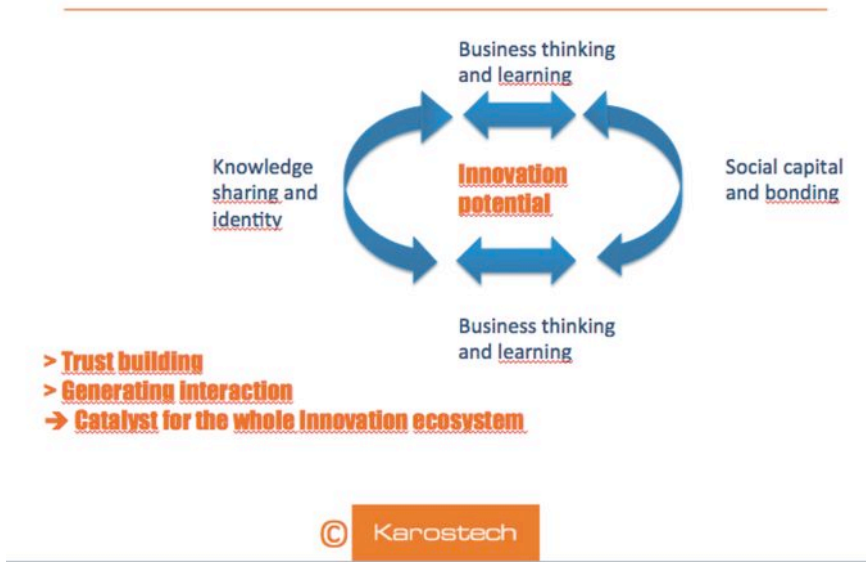 Business thinking
and learning
Knowledge
sharing and
identity
Innovation
potential
Social capital
and bonding
Business thinking
and learning
> Trust building
> Generating interaction
→ Catalyst for the whole Innovation ecosystem
© Karostech